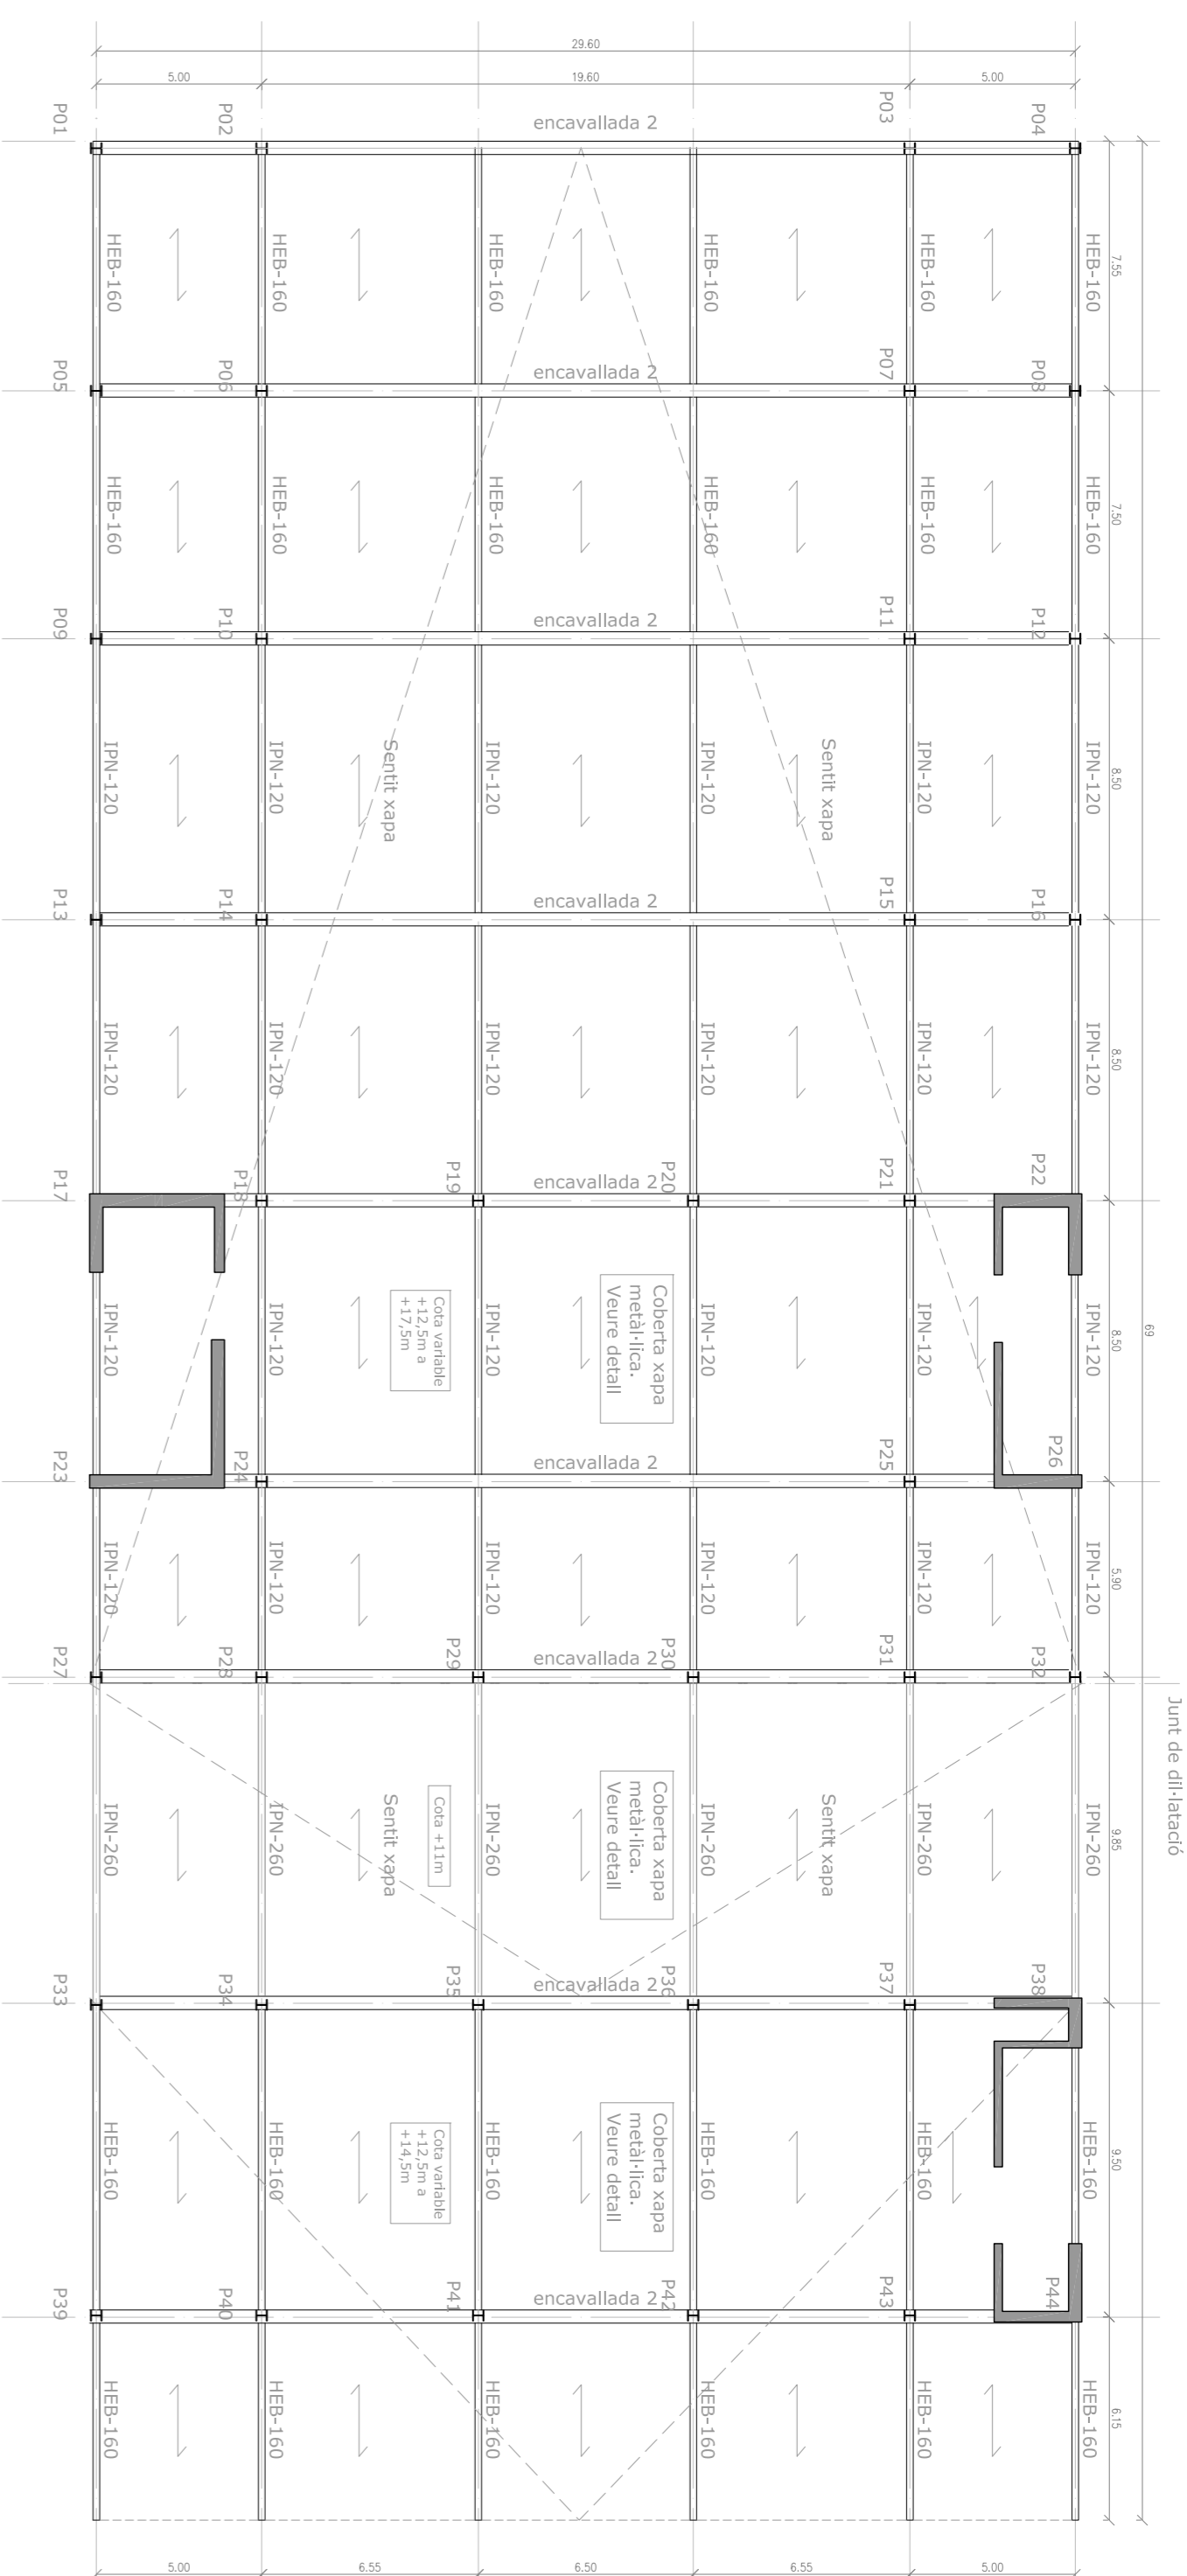 29.60
5.00
19.60
5.00
P01
P02
encavallada 2
P03
P04
HEB-160
HEB-160
HEB-160
HEB-160
HEB-160
HEB-160
7.55
69
P05
P06
encavallada 2
P07
P08
HEB-160
HEB-160
HEB-160
HEB-160
HEB-160
HEB-160
7.50
P09
P10
encavallada 2
P11
P12
IPN-120
IPN-120
Sentit xapa
IPN-120
IPN-120
Sentit xapa
IPN-120
IPN-120
8.50
P13
P14
encavallada 2
P15
P16
IPN-120
IPN-120
IPN-120
IPN-120
IPN-120
IPN-120
8.50
P17
P18
P19
encavallada 2
P20
P21
P22
IPN-120
IPN-120
Cota variable
+12,5m a
+17,5m
IPN-120
Coberta xapa
metàl·lica.
Veure detall
IPN-120
IPN-120
IPN-120
8.50
P23
P24
encavallada 2
P25
P26
IPN-120
IPN-120
IPN-120
IPN-120
IPN-120
IPN-120
5.90
P27
P28
P29
encavallada 2
P30
P31
P32
Junt de dil·latació
IPN-260
IPN-260
Sentit xapa
Cota +11m
IPN-260
Coberta xapa
metàl·lica.
Veure detall
IPN-260
Sentit xapa
IPN-260
IPN-260
9.85
P33
P34
P35
encavallada 2
P36
P37
P38
HEB-160
HEB-160
Cota variable
+12,5m a
+14,5m
HEB-160
Coberta xapa
metàl·lica.
Veure detall
HEB-160
HEB-160
HEB-160
9.50
P39
P40
P41
encavallada 2
P42
P43
P44
HEB-160
HEB-160
HEB-160
HEB-160
HEB-160
HEB-160
6.15
5.00
6.55
6.50
6.55
5.00